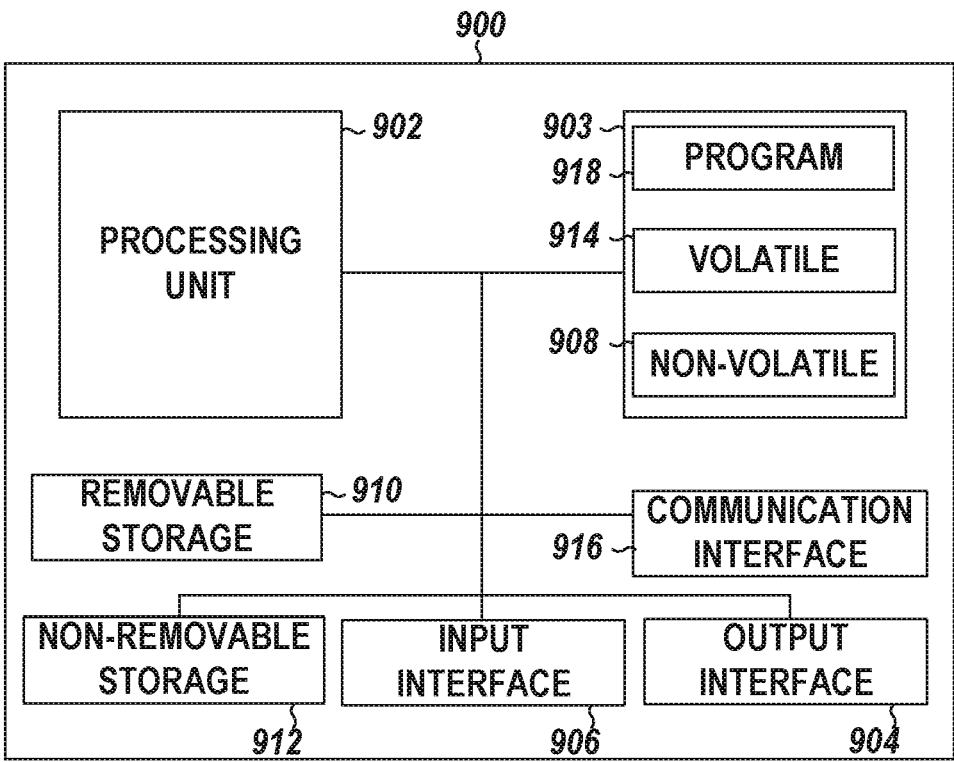 900
PROCESSING
UNIT
902
903
PROGRAM
918
914
VOLATILE
908
NON-VOLATILE
REMOVABLE
STORAGE
910
COMMUNICATION
INTERFACE
916
NON-REMOVABLE
STORAGE
912
INPUT
INTERFACE
906
OUTPUT
INTERFACE
904